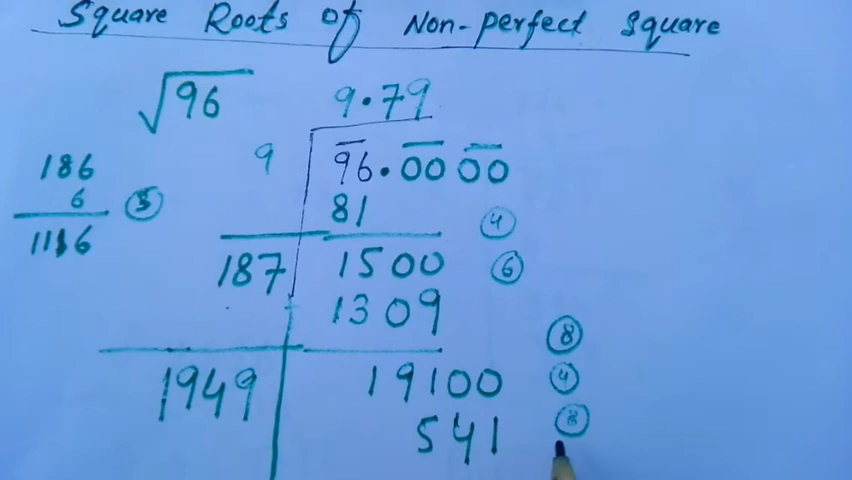 Square Roots of Non-perfect square
√96 9.79
186 9 96.00 00
6 3 81 4
1116 187 1500 6
1309
8
1949 19100 4
541 8